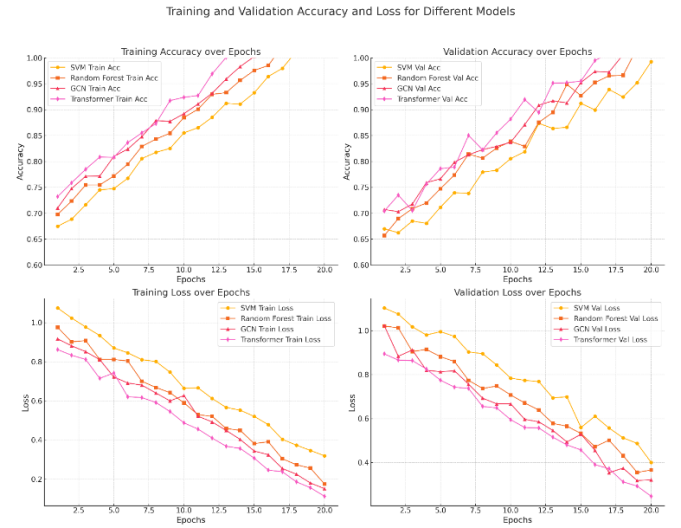 Training and Validation Accuracy and Loss for Different Models
Training Accuracy over Epochs
SVM Train Acc
Random Forest Train Acc
GCN Train Acc
Transformer Train Acc
Accuracy
1.00
0.95
0.90
0.85
0.80
0.75
0.70
0.65
0.60
2.5 5.0 7.5 10.0 12.5 15.0 17.5 20.0
Epochs
Validation Accuracy over Epochs
SVM Val Acc
Random Forest Val Acc
GCN Val Acc
Transformer Val Acc
Accuracy
1.00
0.95
0.90
0.85
0.80
0.75
0.70
0.65
0.60
2.5 5.0 7.5 10.0 12.5 15.0 17.5 20.0
Epochs
Training Loss over Epochs
SVM Train Loss
Random Forest Train Loss
GCN Train Loss
Transformer Train Loss
Loss
1.0
0.8
0.6
0.4
0.2
2.5 5.0 7.5 10.0 12.5 15.0 17.5 20.0
Epochs
Validation Loss over Epochs
SVM Val Loss
Random Forest Val Loss
GCN Val Loss
Transformer Val Loss
Loss
1.0
0.8
0.6
0.4
2.5 5.0 7.5 10.0 12.5 15.0 17.5 20.0
Epochs